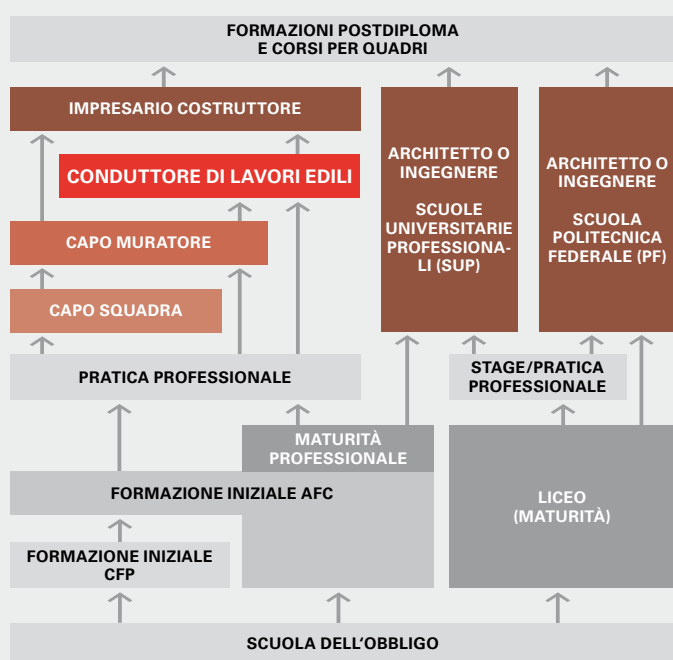 FORMAZIONI POSTDIPLOMA
E CORSI PER QUADRI
IMPRESARIO COSTRUTTORE
CONDUTTORE DI LAVORI EDILI
CAPO MURATORE
CAPO SQUADRA
ARCHITETTO O
INGEGNERE
SCUOLE
UNIVERSITARIE
PROFESSIONA-
LI (SUP)
ARCHITETTO O
INGEGNERE
SCUOLA
POLITECNICA
FEDERALE (PF)
PRATICA PROFESSIONALE
STAGE/PRATICA
PROFESSIONALE
MATURITÀ
PROFESSIONALE
FORMAZIONE INIZIALE AFC
LICEO
(MATURITÀ)
FORMAZIONE INIZIALE
CFP
SCUOLA DELL'OBBLIGO